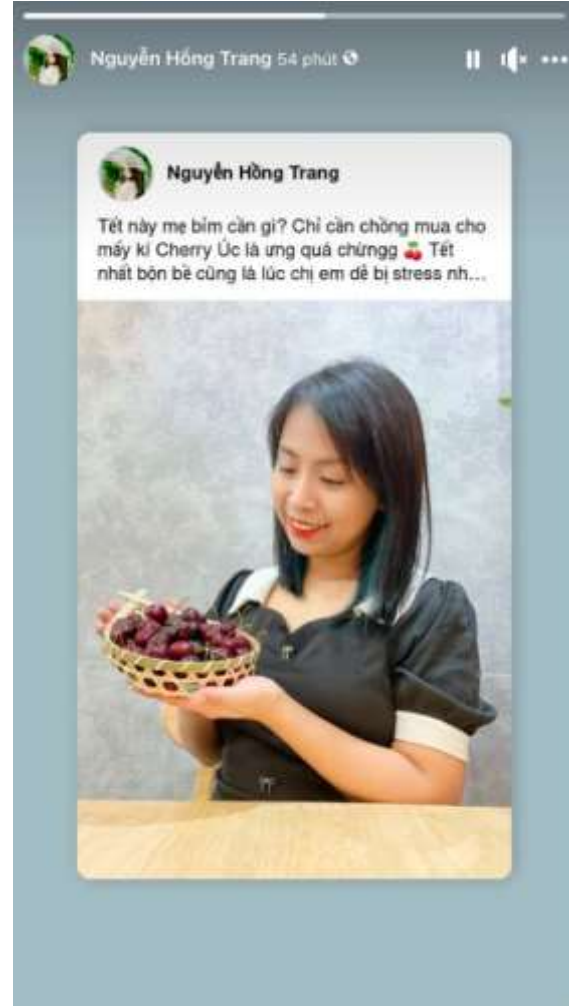 Nguyễn Hồng Trang 54 phút
Nguyễn Hồng Trang
Tết này mẹ bỉm cần gì? Chỉ cần chồng mua cho
mấy kí Cherry Úc là ưng quá chừngg 🍒 Tết
nhất bộn bề cũng là lúc chị em dễ bị stress nh...